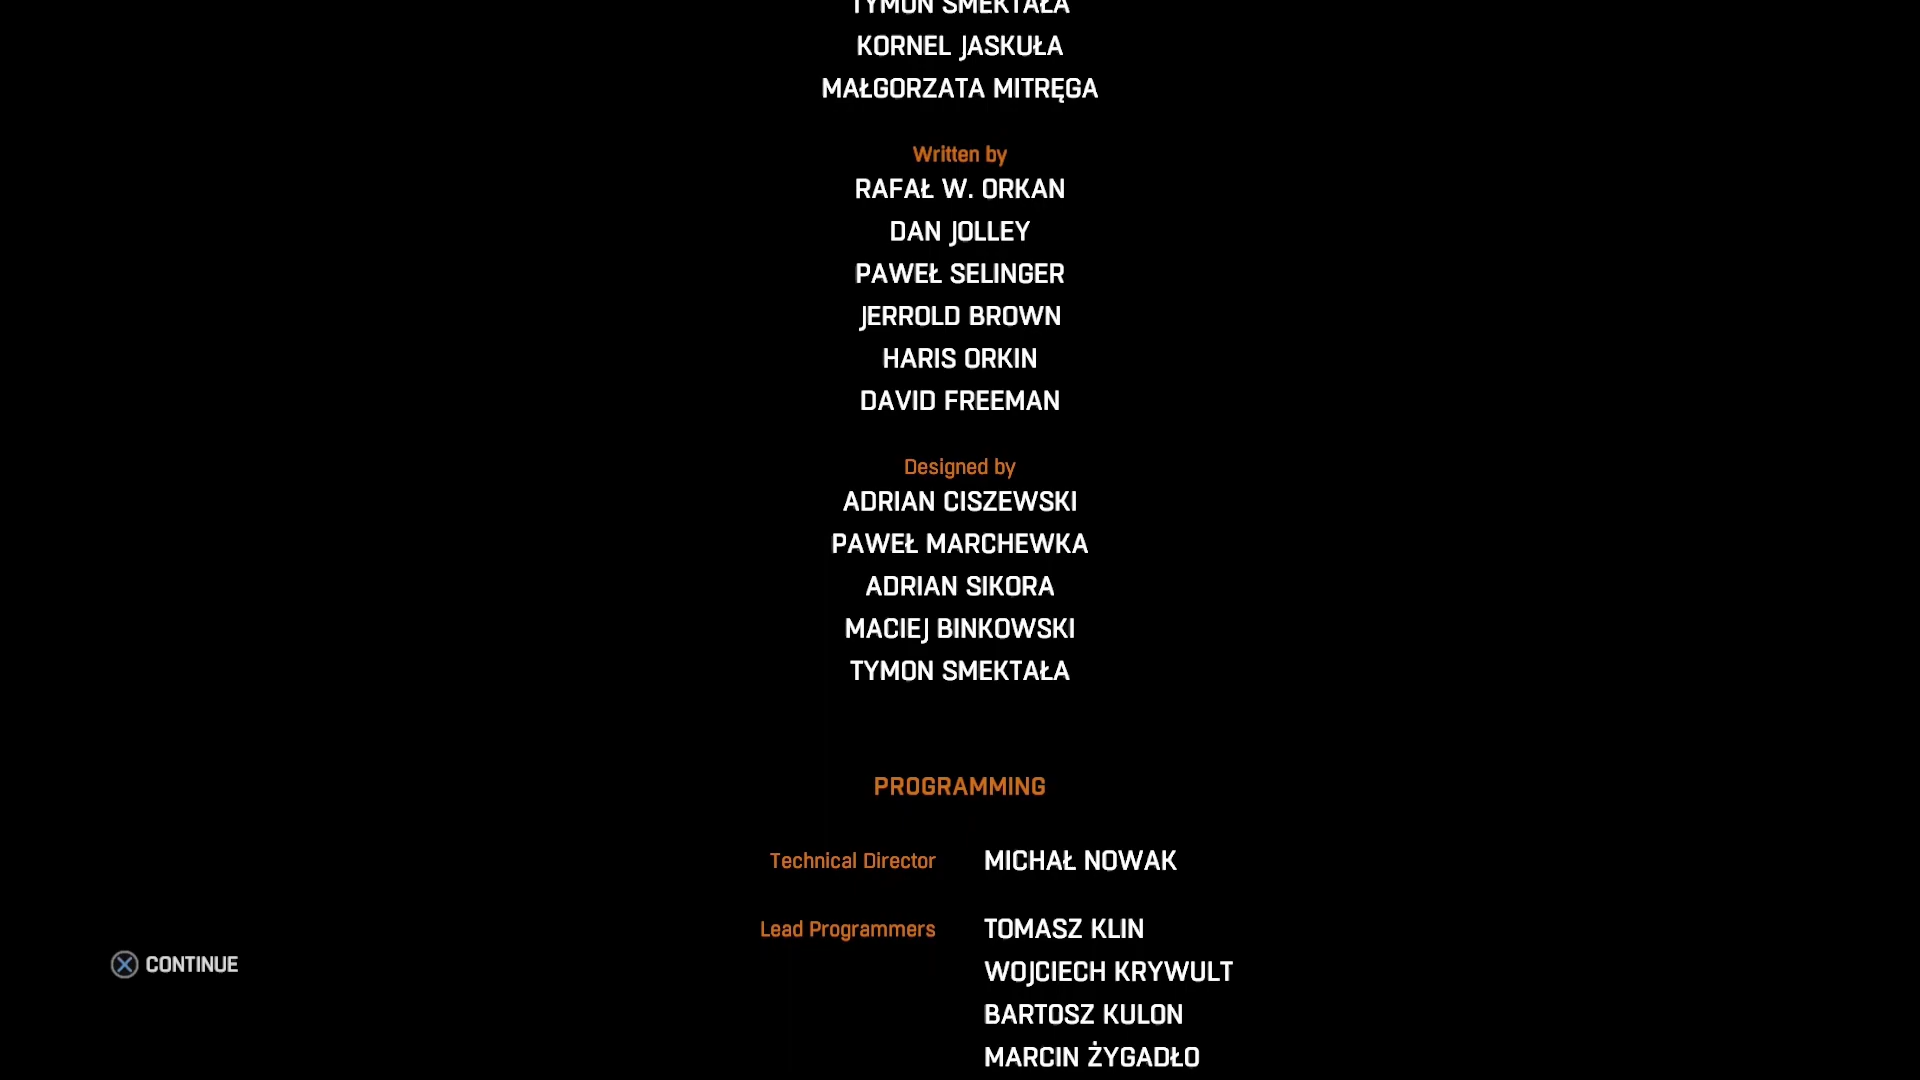 TYMON SMEKTAŁA
KORNEL JASKUŁA
MAŁGORZATA MITRĘGA
Written by
RAFAŁ W. ORKAN
DAN JOLLEY
PAWEŁ SELINGER
JERROLD BROWN
HARIS ORKIN
DAVID FREEMAN
Designed by
ADRIAN CISZEWSKI
PAWEŁ MARCHEWKA
ADRIAN SIKORA
MACIEJ BINKOWSKI
TYMON SMEKTAŁA
PROGRAMMING
Technical Director MICHAŁ NOWAK
Lead Programmers TOMASZ KLIN
WOJCIECH KRYWULT
BARTOSZ KULON
MARCIN ŻYGADŁO
CONTINUE